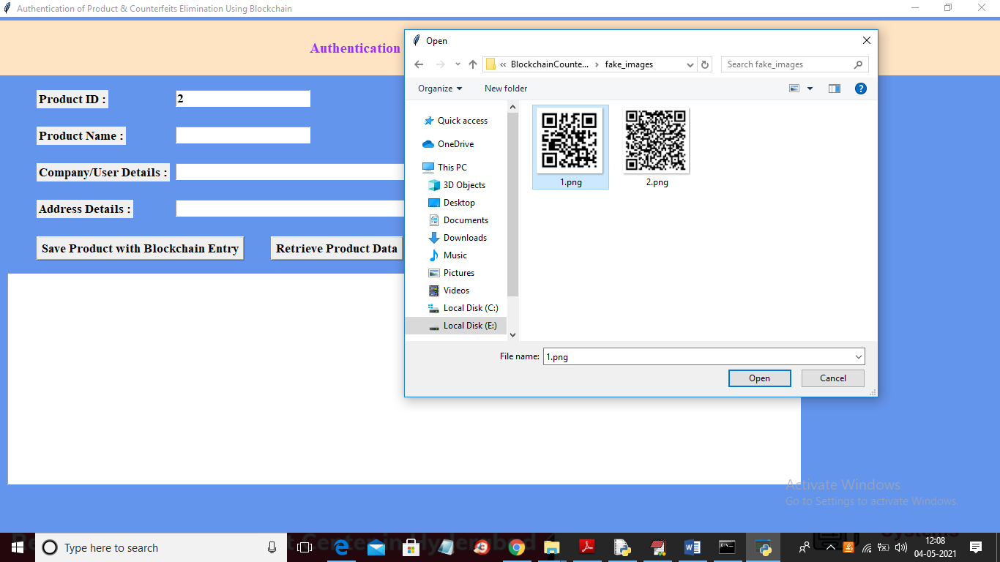 Authentication of Product & Counterfeits Elimination Using Blockchain
Authentication
Product ID :
2
Product Name :
Company/User Details :
Address Details :
Save Product with Blockchain Entry
Retrieve Product Data
Open
« BlockchainCounte... › fake_images
Search fake_images
Organize
New folder
Quick access
OneDrive
This PC
3D Objects
Desktop
Documents
Downloads
Music
Pictures
Videos
Local Disk (C:)
Local Disk (E:)
1.png
2.png
File name:
1.png
Open
Cancel
Activate Windows
Go to Settings to activate Windows.
Type here to search
12:08
04-05-2021
Systems